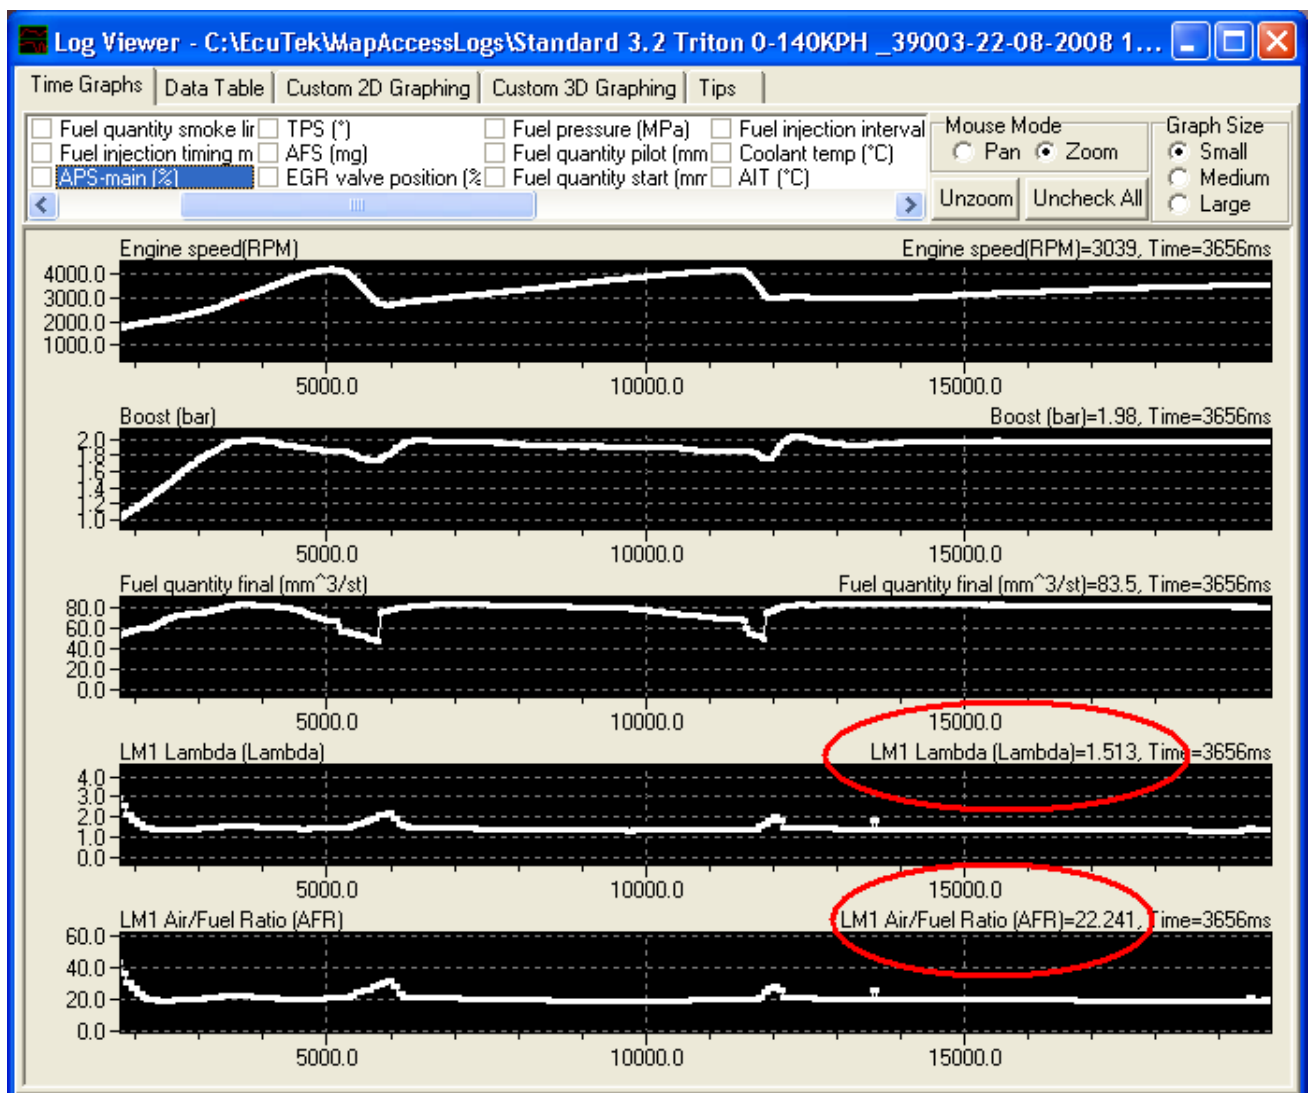 Log Viewer - C:\EcuTek\MapAccessLogs\Standard 3.2 Triton 0-140KPH _39003-22-08-2008 1...
Time Graphs Data Table Custom 2D Graphing Custom 3D Graphing Tips
Fuel quantity smoke lir TPS (°) Fuel pressure (MPa) Fuel injection interval Mouse Mode Graph Size
Fuel injection timing m AFS (mg) Fuel quantity pilot (mm Coolant temp (°C) Pan Zoom Small
APS-main (%) EGR valve position (% Fuel quantity start (mm AIT (°C) Medium
Unzoom Uncheck All Large
Engine speed(RPM) Engine speed(RPM)=3039, Time=3656ms
4000.0
3000.0
2000.0
1000.0
5000.0 10000.0 15000.0
Boost (bar) Boost (bar)=1.98, Time=3656ms
2.0
1.8
1.6
1.4
1.2
1.0
5000.0 10000.0 15000.0
Fuel quantity final (mm^3/st) Fuel quantity final (mm^3/st)=83.5, Time=3656ms
80.0
60.0
40.0
20.0
0.0
5000.0 10000.0 15000.0
LM1 Lambda (Lambda) LM1 Lambda (Lambda)=1.513, Time=3656ms
4.0
3.0
2.0
1.0
0.0
5000.0 10000.0 15000.0
LM1 Air/Fuel Ratio (AFR) LM1 Air/Fuel Ratio (AFR)=22.241, Time=3656ms
60.0
40.0
20.0
0.0
5000.0 10000.0 15000.0